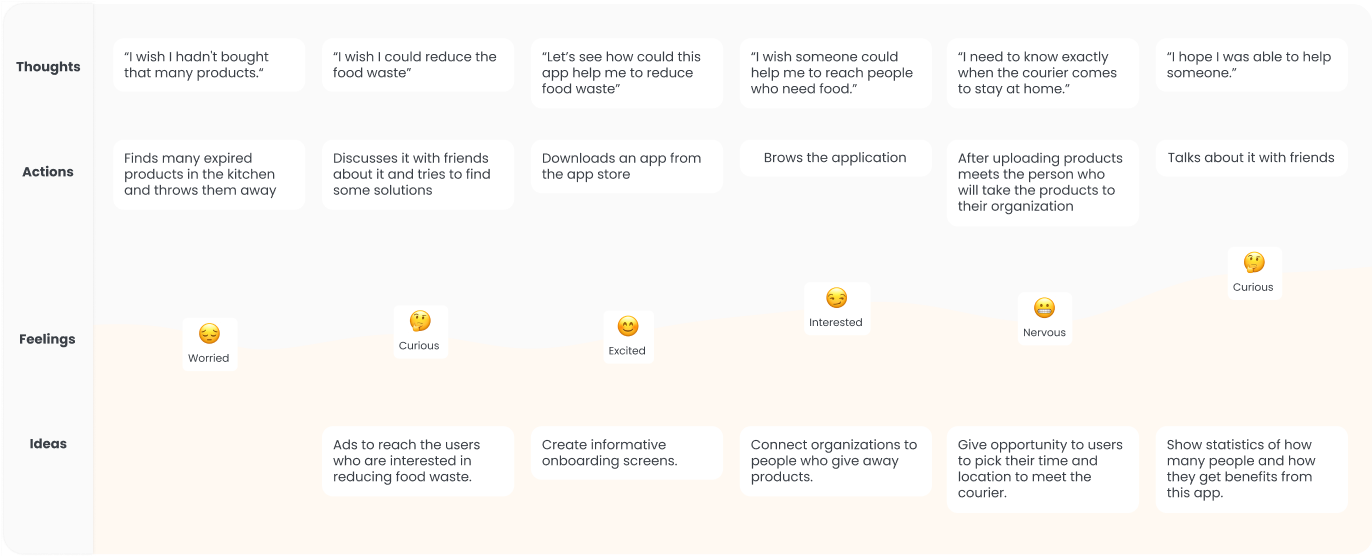 Thoughts
“I wish I hadn't bought
that many products.“
“I wish I could reduce the
food waste”
“Let’s see how could this
app help me to reduce
food waste”
“I wish someone could
help me to reach people
who need food.”
“I need to know exactly
when the courier comes
to stay at home.”
“I hope I was able to help
someone.”
Actions
Finds many expired
products in the kitchen
and throws them away
Discusses it with friends
about it and tries to find
some solutions
Downloads an app from
the app store
Brows the application
After uploading products
meets the person who
will take the products to
their organization
Talks about it with friends
Feelings
Worried
Curious
Excited
Interested
Nervous
Curious
Ideas
Ads to reach the users
who are interested in
reducing food waste.
Create informative
onboarding screens.
Connect organizations to
people who give away
products.
Give opportunity to users
to pick their time and
location to meet the
courier.
Show statistics of how
many people and how
they get benefits from
this app.